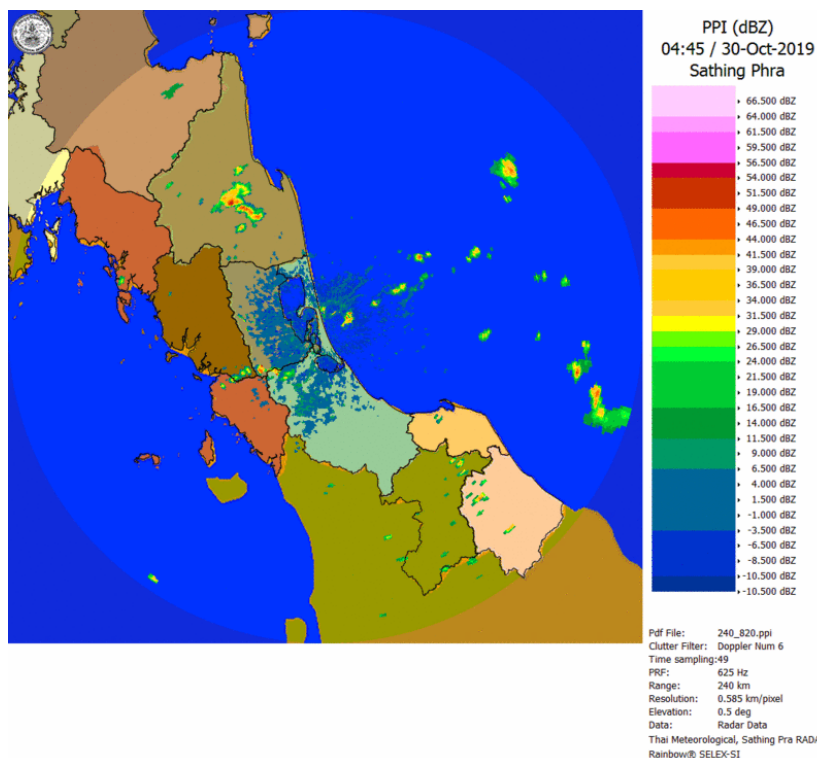 PPI (dBZ)
04:45 / 30-Oct-2019
Sathing Phra
66.500 dBZ
64.000 dBZ
61.500 dBZ
59.500 dBZ
56.500 dBZ
54.000 dBZ
51.500 dBZ
49.000 dBZ
46.500 dBZ
44.000 dBZ
41.500 dBZ
39.000 dBZ
36.500 dBZ
34.000 dBZ
31.500 dBZ
29.000 dBZ
26.500 dBZ
24.000 dBZ
21.500 dBZ
19.000 dBZ
16.500 dBZ
14.000 dBZ
11.500 dBZ
9.000 dBZ
6.500 dBZ
4.000 dBZ
1.500 dBZ
-1.000 dBZ
-3.500 dBZ
-6.500 dBZ
-8.500 dBZ
-10.500 dBZ
-10.500 dBZ
Pdf File: 240_820.ppi
Clutter Filter: Doppler Num 6
Time sampling:49
PRF: 625 Hz
Range: 240 km
Resolution: 0.585 km/pixel
Elevation: 0.5 deg
Data: Radar Data
Thai Meteorological, Sathing Pra RADA
Rainbow® SELEX-SI